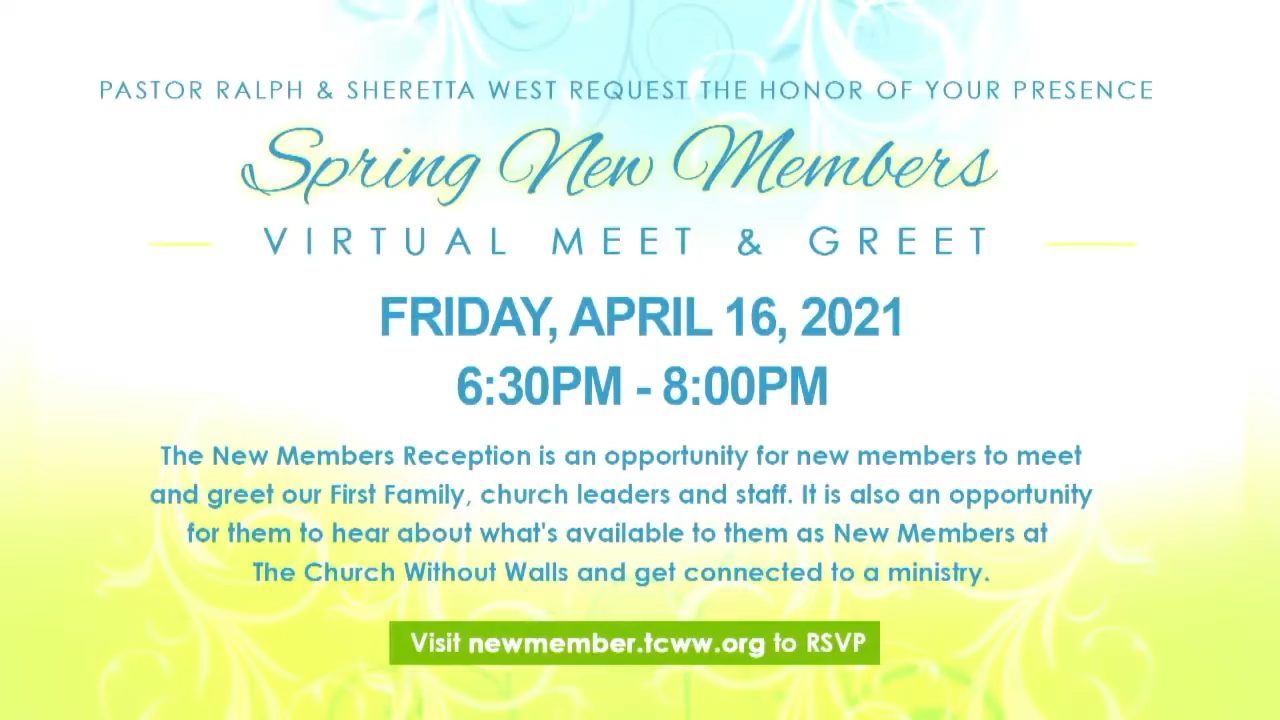 PASTOR RALPH & SHERETTA WEST REQUEST THE HONOR OF YOUR PRESENCE
Spring New Members
VIRTUAL MEET & GREET
FRIDAY, APRIL 16, 2021
6:30PM - 8:00PM
The New Members Reception is an opportunity for new members to meet
and greet our First Family, church leaders and staff. It is also an opportunity
for them to hear about what's available to them as New Members at
The Church Without Walls and get connected to a ministry.
Visit newmember.tcww.org to RSVP